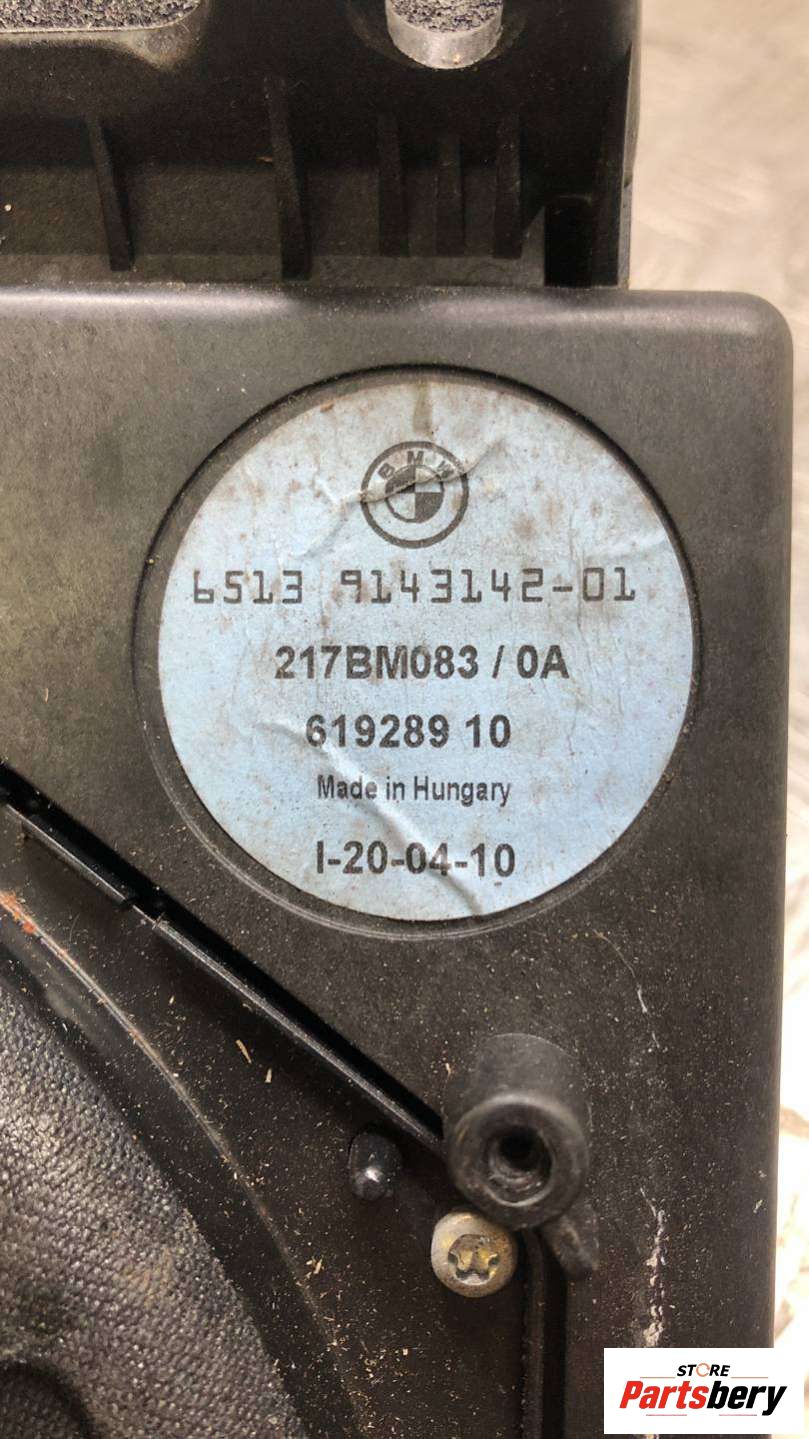 BMW
6513 9143142-01
217BM083 / 0A
619289 10
Made in Hungary
I-20-04-10
STORE
Partsbery